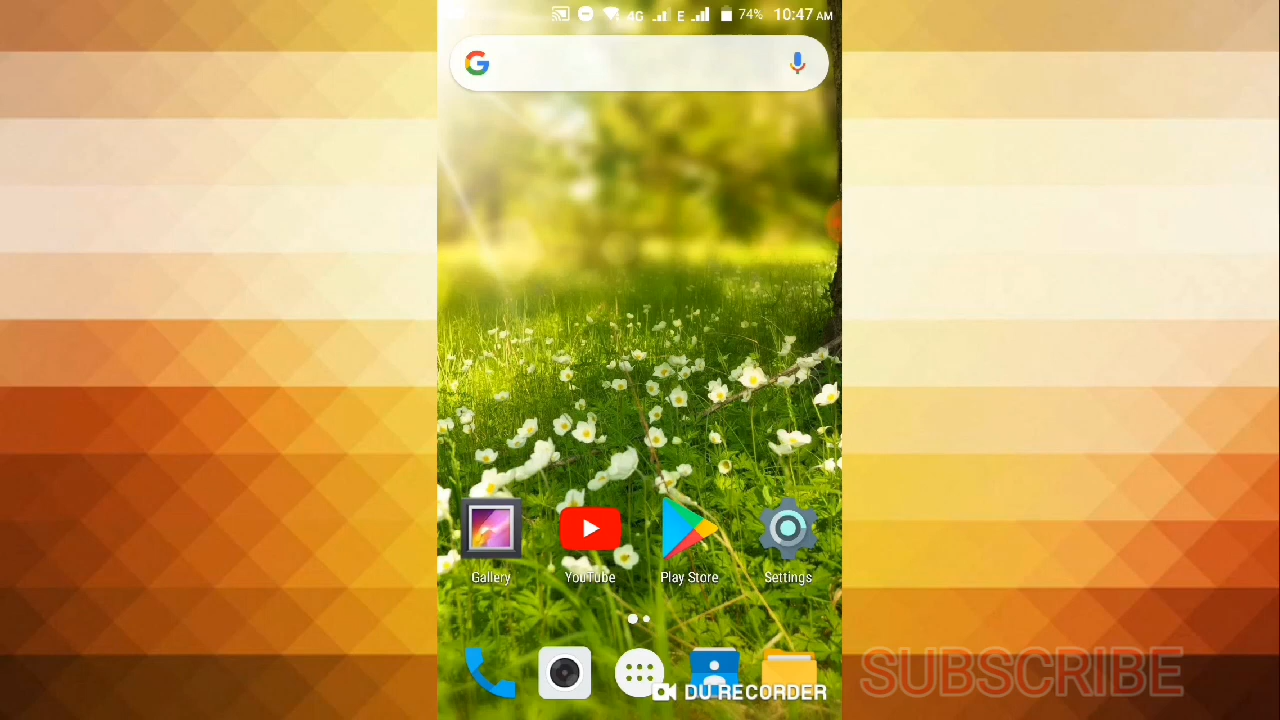 4G E 74% 10:47 AM
G
Gallery YouTube Play Store Settings
DU RECORDER
SUBSCRIBE